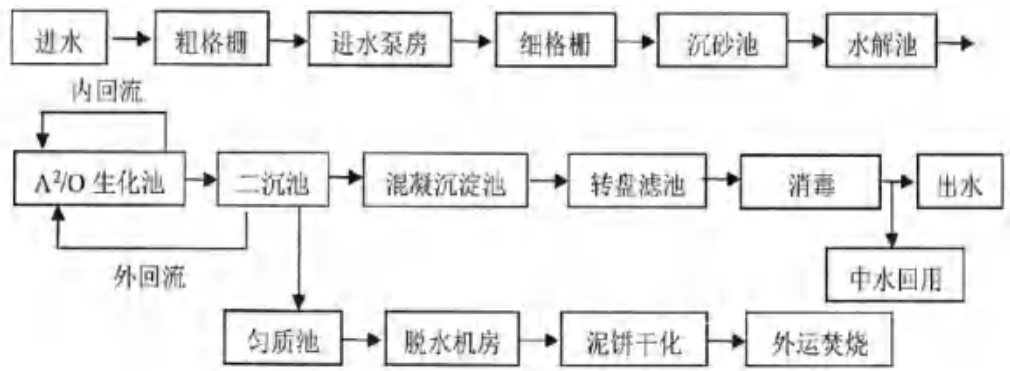 进水 粗格栅 进水泵房 细格栅 沉砂池 水解池
内回流
A²/O 生化池 二沉池 混凝沉淀池 转盘滤池 消毒 出水
外回流 中水回用
匀质池 脱水机房 泥饼干化 外运焚烧